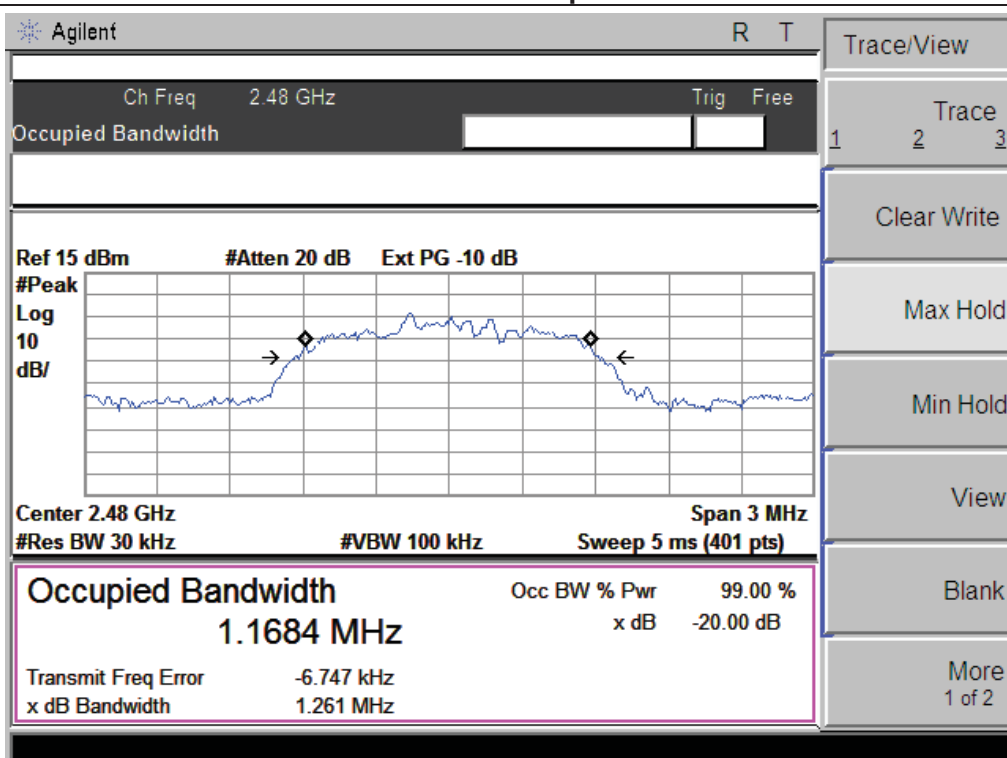 Agilent R T
Ch Freq 2.48 GHz Trig Free
Occupied Bandwidth
Ref 15 dBm #Atten 20 dB Ext PG -10 dB
#Peak
Log
10
dB/
Center 2.48 GHz Span 3 MHz
#Res BW 30 kHz #VBW 100 kHz Sweep 5 ms (401 pts)
Occupied Bandwidth Occ BW % Pwr 99.00 %
1.1684 MHz x dB -20.00 dB
Transmit Freq Error -6.747 kHz
x dB Bandwidth 1.261 MHz
Trace/View
Trace
1 2 3
Clear Write
Max Hold
Min Hold
View
Blank
More
1 of 2